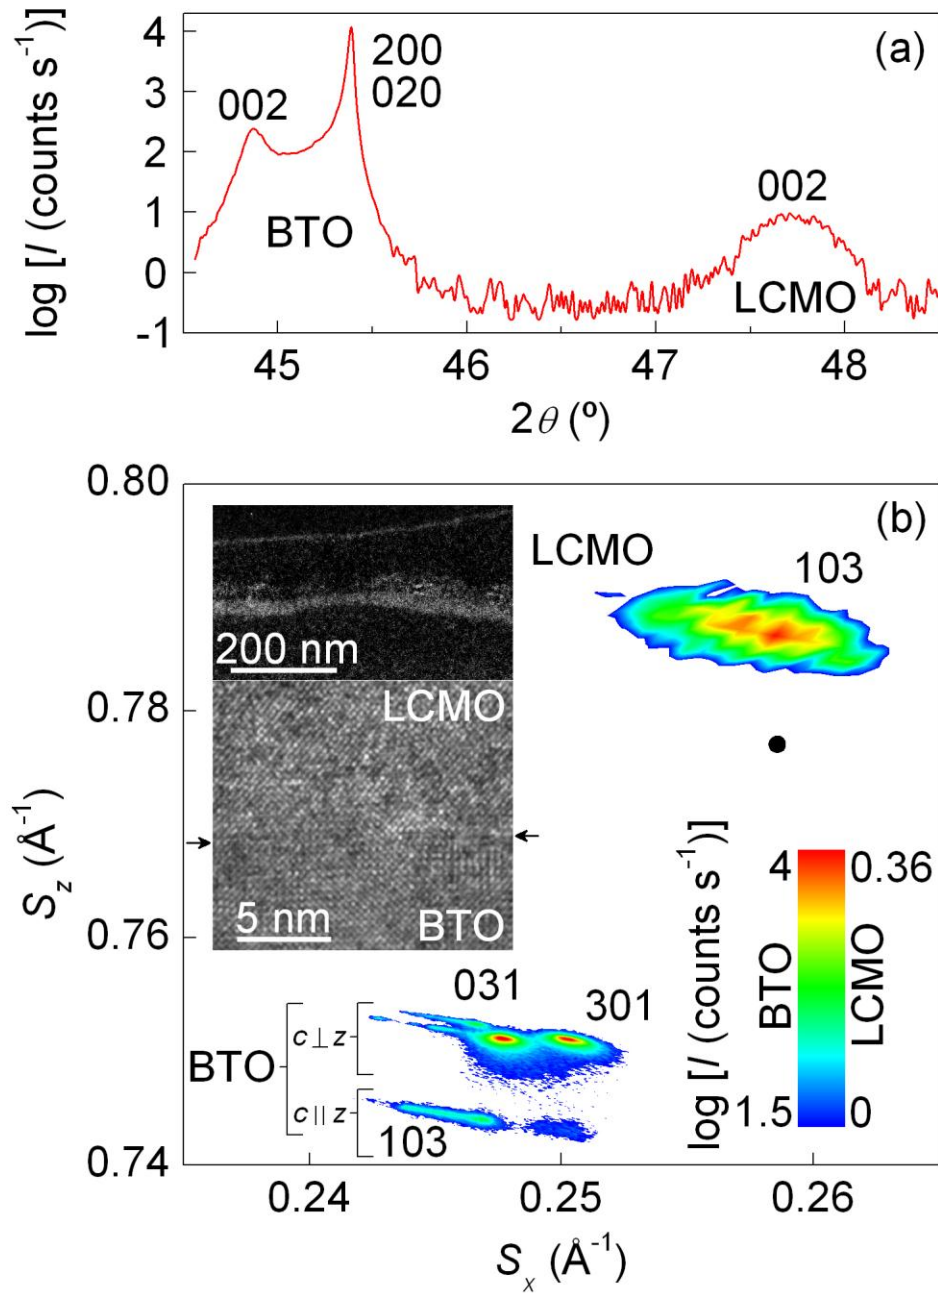 (a)
log [I (counts s⁻¹)]
4
3
2
1
0
-1
002
200
020
BTO
002
LCMO
45
46
47
48
2θ (º)
(b)
S_z (Å⁻¹)
0.80
0.78
0.76
0.74
200 nm
LCMO
5 nm
BTO
LCMO
103
031
301
BTO
c⊥z
c||z
103
log [I (counts s⁻¹)]
4
0.36
BTO
LCMO
1.5
0
0.24
0.25
0.26
S_x (Å⁻¹)